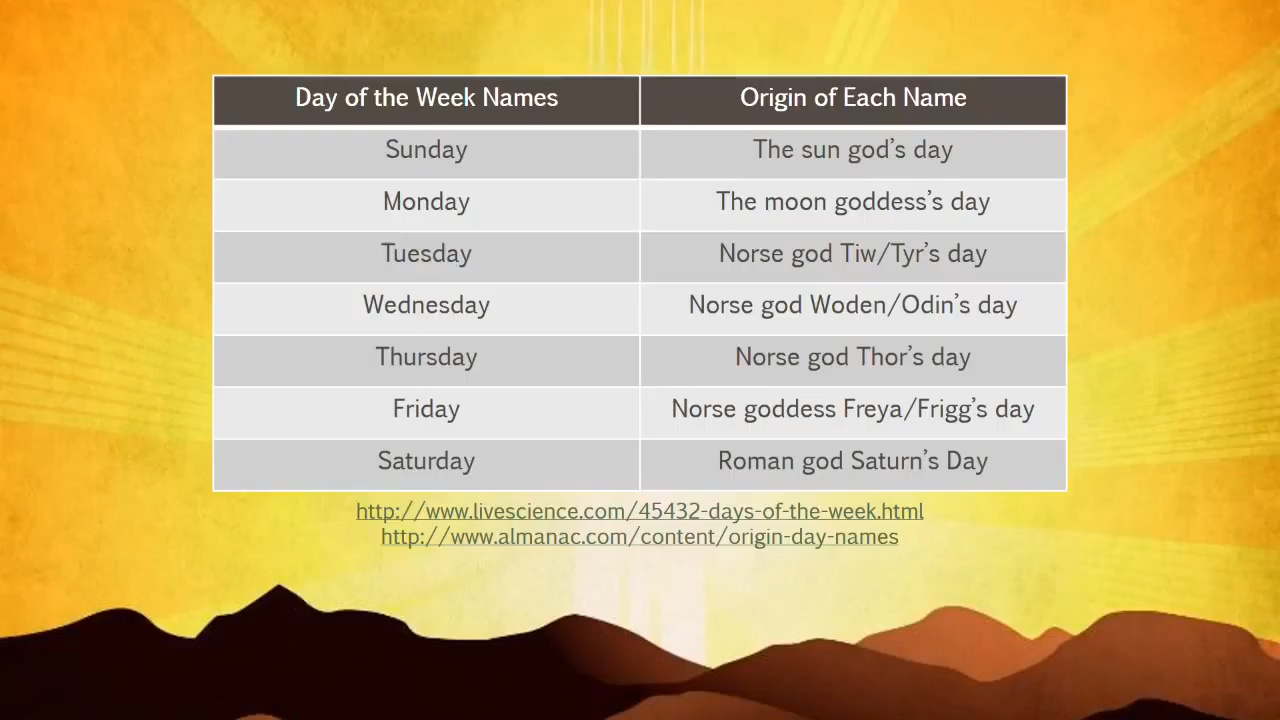 Day of the Week Names Origin of Each Name
Sunday The sun god’s day
Monday The moon goddess’s day
Tuesday Norse god Tiw/Tyr’s day
Wednesday Norse god Woden/Odin’s day
Thursday Norse god Thor’s day
Friday Norse goddess Freya/Frigg’s day
Saturday Roman god Saturn’s Day
http://www.livescience.com/45432-days-of-the-week.html
http://www.almanac.com/content/origin-day-names